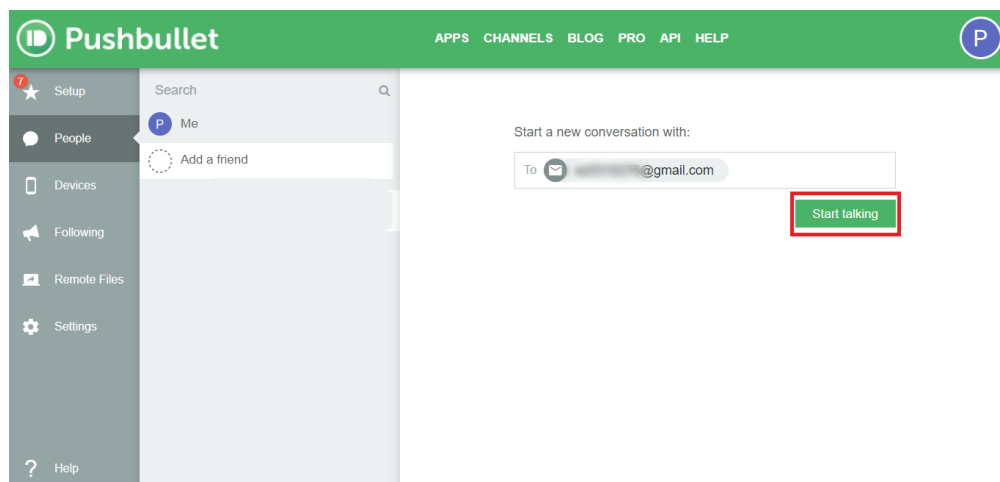 Pushbullet
APPS CHANNELS BLOG PRO API HELP
P
7
Setup
People
Devices
Following
Remote Files
Settings
? Help
Search
P Me
Add a friend
Start a new conversation with:
To @gmail.com
Start talking